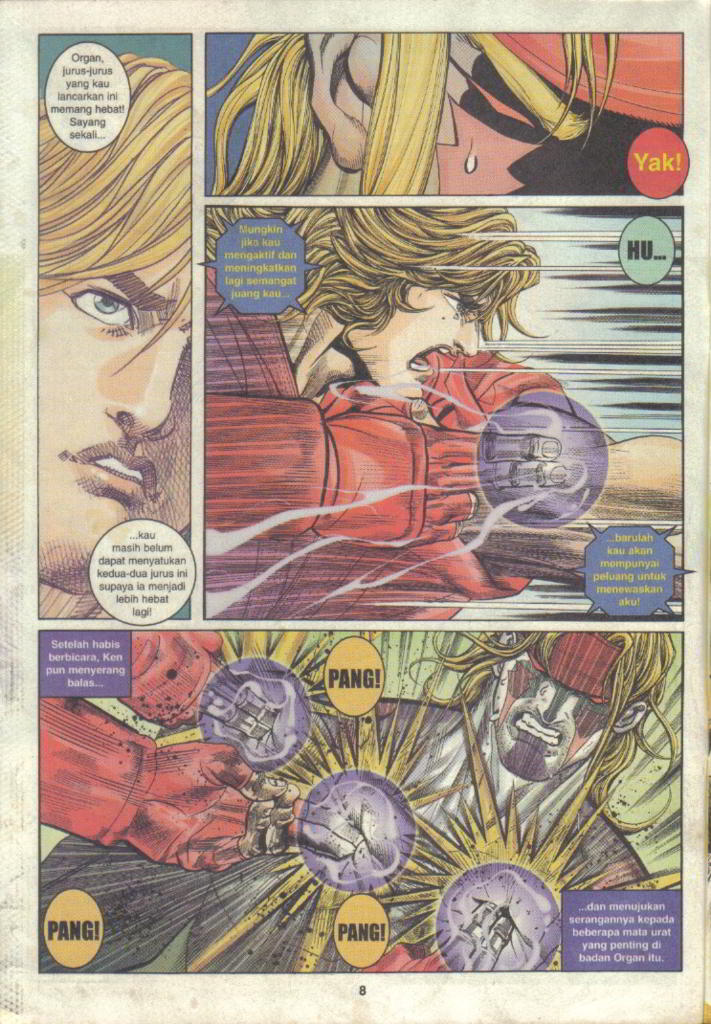 Organ,
jurus-jurus
yang kau
lancarkan ini
memang hebat!
Sayang
sekali...
...kau
masih belum
dapat menyatukan
kedua-dua jurus ini
supaya ia menjadi
lebih hebat
lagi!
Yak!
Mungkin
jika kau
mengaktif dan
meningkatkan
lagi semangat
juang kau...
HU...
...barulah
kau akan
mempunyai
peluang untuk
menewaskan
aku!
Setelah habis
berbicara, Ken
pun menyerang
balas...
PANG!
PANG!
PANG!
...dan menujukan
serangannya kepada
beberapa mata urat
yang penting di
badan Organ itu.
8